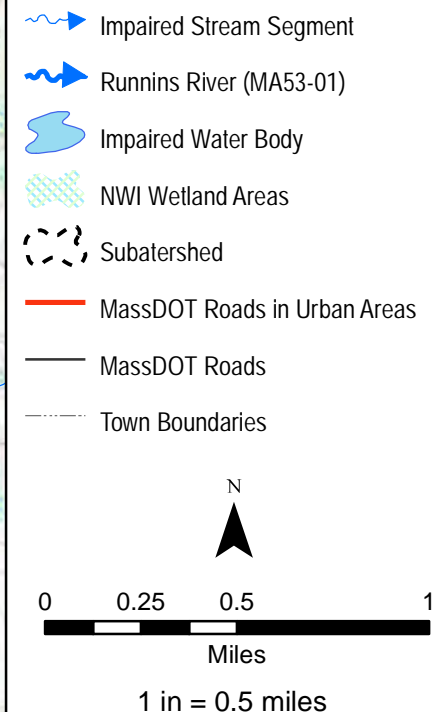 Impaired Stream Segment
Runnins River (MA53-01)
Impaired Water Body
NWI Wetland Areas
Subatershed
MassDOT Roads in Urban Areas
MassDOT Roads
Town Boundaries
N
0 0.25 0.5 1
Miles
1 in = 0.5 miles